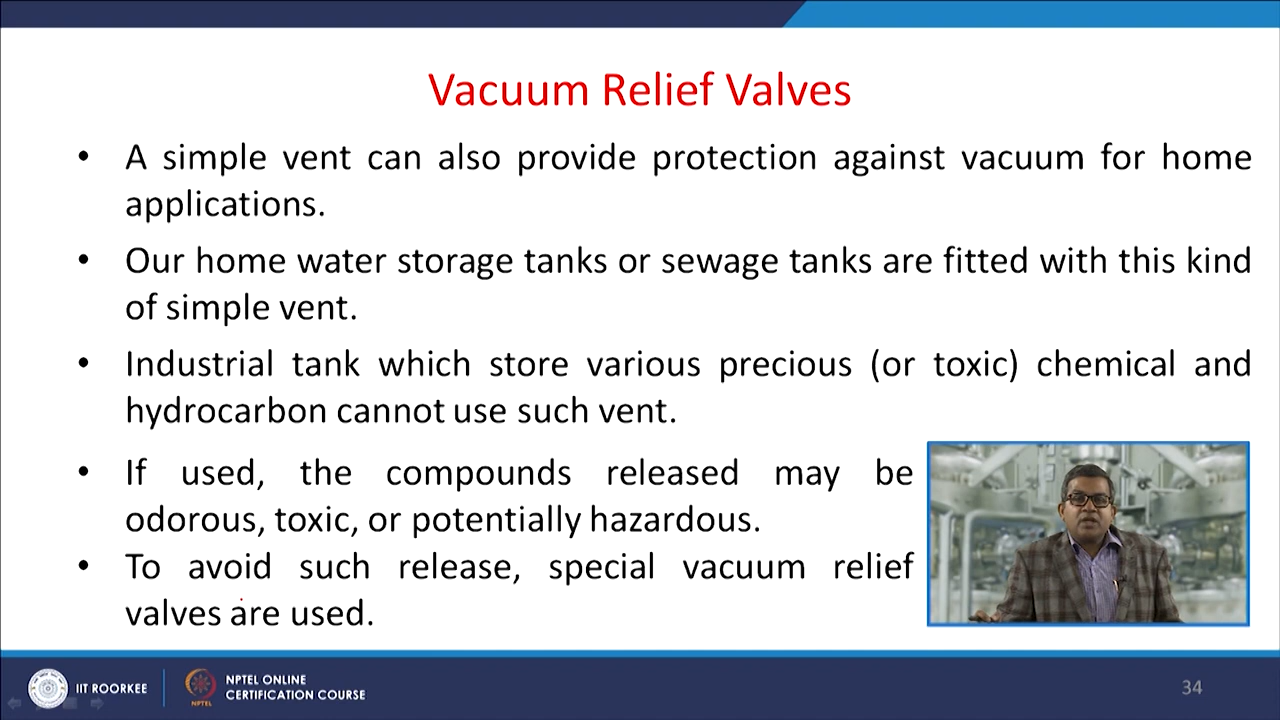 Vacuum Relief Valves
• A simple vent can also provide protection against vacuum for home
applications.
• Our home water storage tanks or sewage tanks are fitted with this kind
of simple vent.
• Industrial tank which store various precious (or toxic) chemical and
hydrocarbon cannot use such vent.
• If used, the compounds released may be
odorous, toxic, or potentially hazardous.
• To avoid such release, special vacuum relief
valves are used.
IIT ROORKEE
NPTEL
NPTEL ONLINE
CERTIFICATION COURSE
34